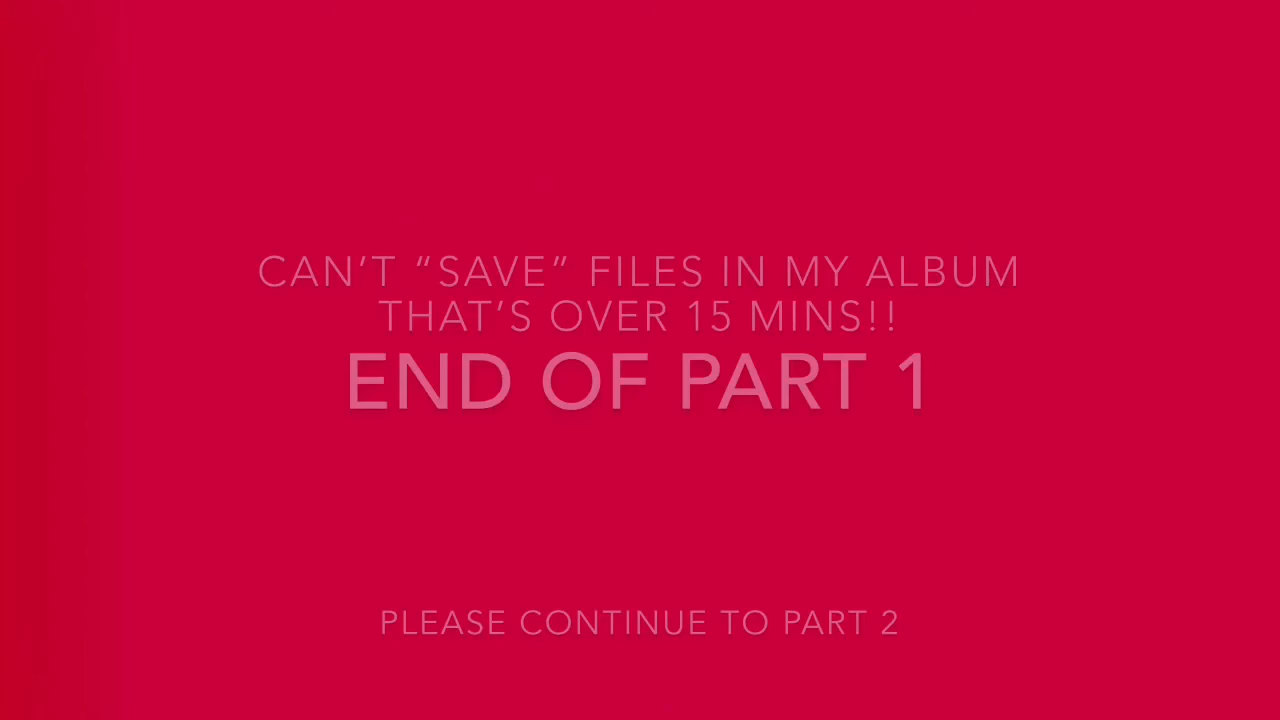 CAN’T “SAVE” FILES IN MY ALBUM
THAT’S OVER 15 MINS!!
END OF PART 1
PLEASE CONTINUE TO PART 2